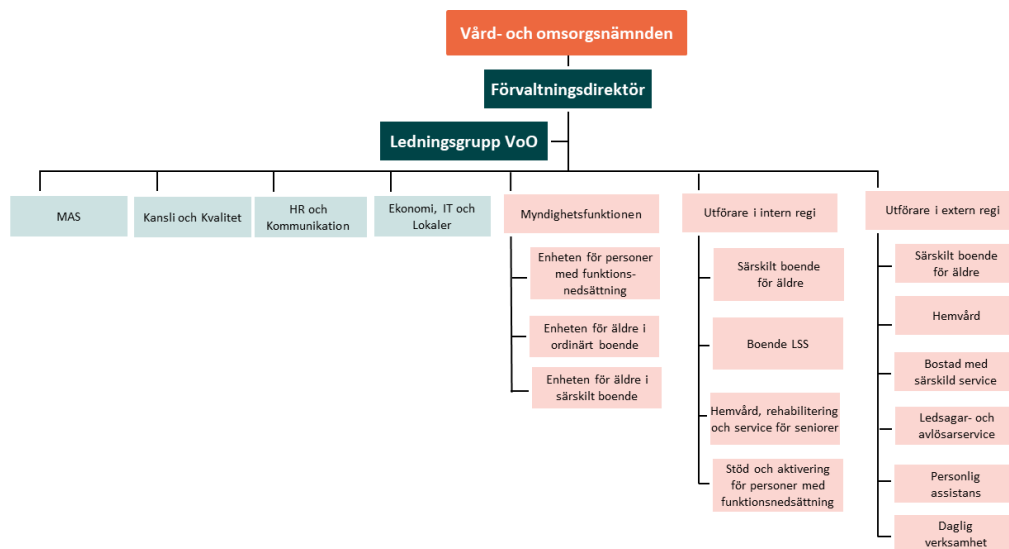 Vård- och omsorgsnämnden
Förvaltningsdirektör
Ledningsgrupp VoO
MAS
Kansli och Kvalitet
HR och
Kommunikation
Ekonomi, IT och
Lokaler
Myndighetsfunktionen
Enheten för personer
med funktions-
nedsättning
Enheten för äldre i
ordinärt boende
Enheten för äldre i
särskilt boende
Utförare i intern regi
Särskilt boende
för äldre
Boende LSS
Hemvård, rehabilitering
och service för seniorer
Stöd och aktivering
för personer med
funktionsnedsättning
Utförare i extern regi
Särskilt boende
för äldre
Hemvård
Bostad med
särskild service
Ledsagar- och
avlösarservice
Personlig
assistans
Daglig
verksamhet